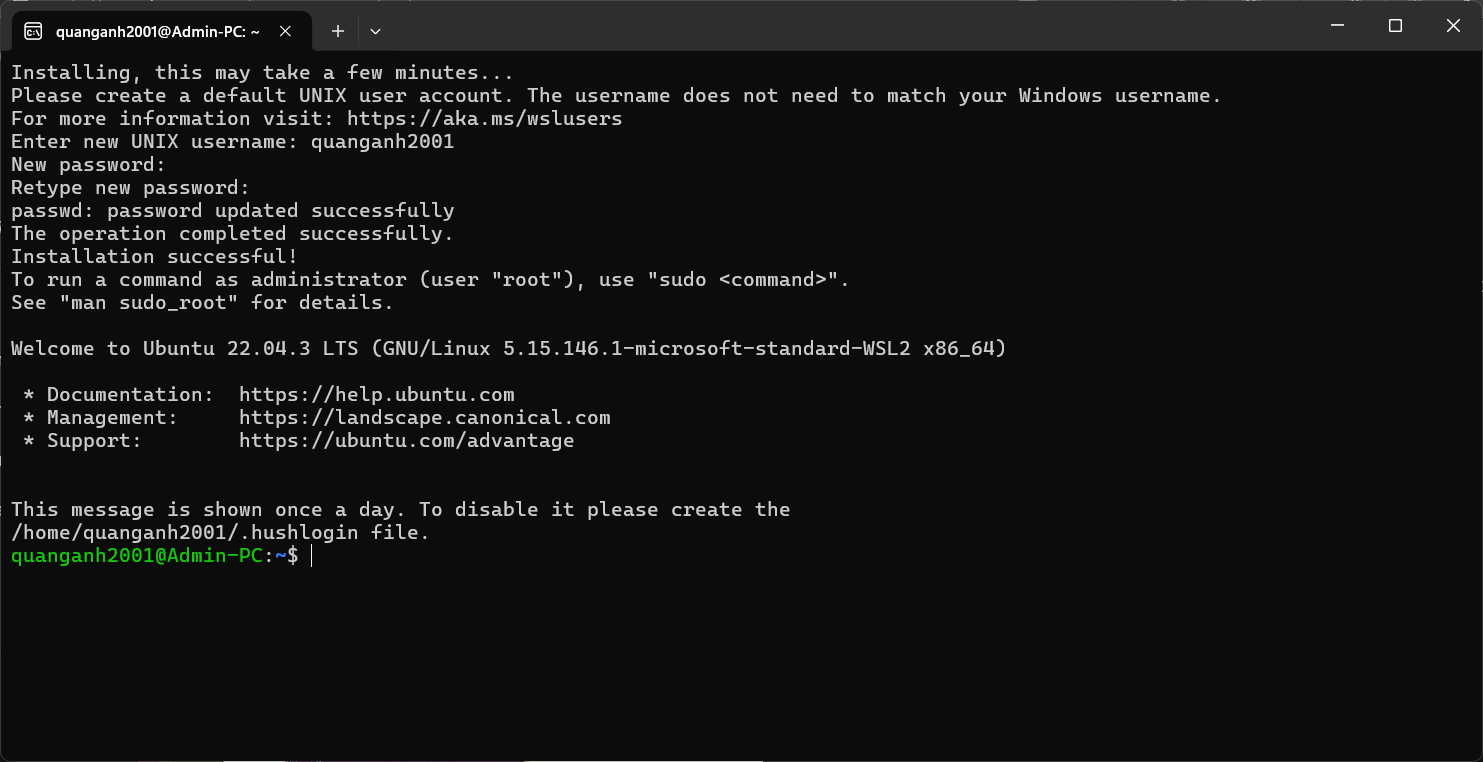 quanganh2001@Admin-PC: ~
Installing, this may take a few minutes...
Please create a default UNIX user account. The username does not need to match your Windows username.
For more information visit: https://aka.ms/wslusers
Enter new UNIX username: quanganh2001
New password:
Retype new password:
passwd: password updated successfully
The operation completed successfully.
Installation successful!
To run a command as administrator (user "root"), use "sudo <command>".
See "man sudo_root" for details.
Welcome to Ubuntu 22.04.3 LTS (GNU/Linux 5.15.146.1-microsoft-standard-WSL2 x86_64)
* Documentation:  https://help.ubuntu.com
* Management:     https://landscape.canonical.com
* Support:        https://ubuntu.com/advantage
This message is shown once a day. To disable it please create the
/home/quanganh2001/.hushlogin file.
quanganh2001@Admin-PC:~$